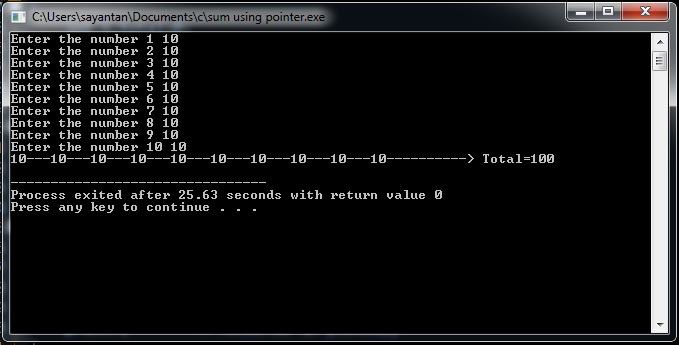 C:\Users\sayantan\Documents\c\sum using pointer.exe
Enter the number 1 10
Enter the number 2 10
Enter the number 3 10
Enter the number 4 10
Enter the number 5 10
Enter the number 6 10
Enter the number 7 10
Enter the number 8 10
Enter the number 9 10
Enter the number 10 10
10---10---10---10---10---10---10---10---10---10----------> Total=100
--------------------------------
Process exited after 25.63 seconds with return value 0
Press any key to continue . . .